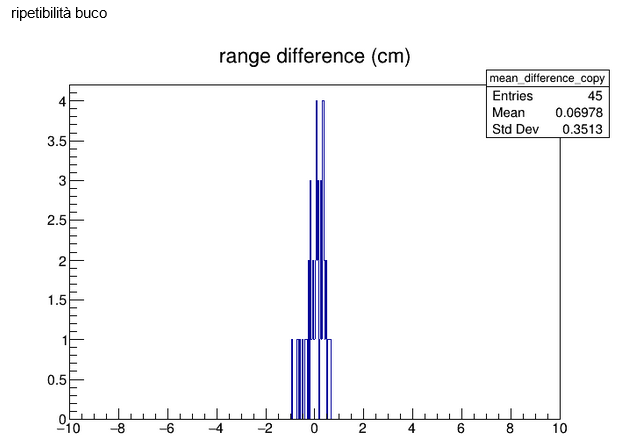 ripetibilità buco
range difference (cm)
mean_difference_copy
Entries 45
Mean 0.06978
Std Dev 0.3513
4
3.5
3
2.5
2
1.5
1
0.5
0
−10 −8 −6 −4 −2 0 2 4 6 8 10